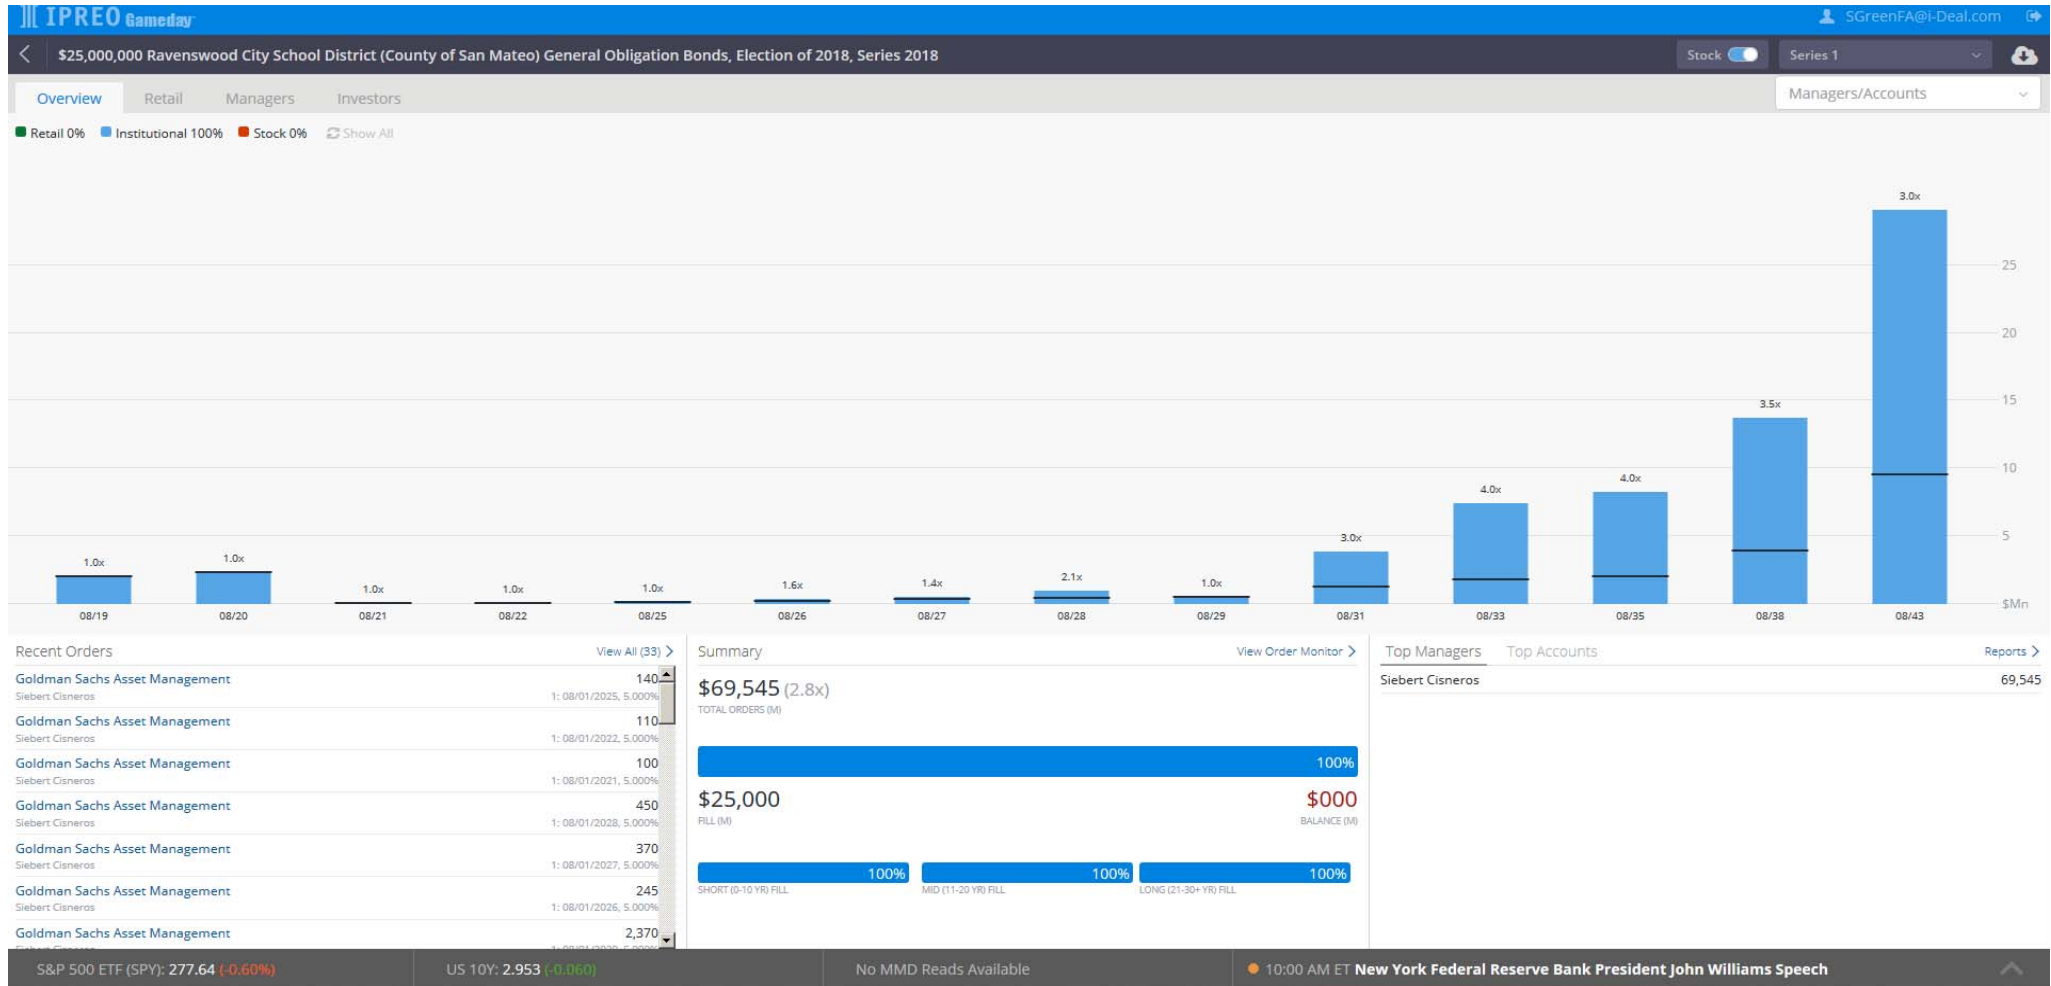 IPREO Gameday
SGreenFA@i-Deal.com
$25,000,000 Ravenswood City School District (County of San Mateo) General Obligation Bonds, Election of 2018, Series 2018
Stock
Series 1
Overview Retail Managers Investors
Managers/Accounts
Retail 0% Institutional 100% Stock 0% Show All
3.0x
25
20
15
3.5x
10
4.0x
4.0x
5
3.0x
1.0x 1.0x 1.0x 1.0x 1.0x 1.6x 1.4x 2.1x 1.0x
$Mn
08/19 08/20 08/21 08/22 08/25 08/26 08/27 08/28 08/29 08/31 08/33 08/35 08/38 08/43
Recent Orders View All (33)
Goldman Sachs Asset Management 140
Siebert Cisneros 1: 08/01/2025, 5.000%
Goldman Sachs Asset Management 110
Siebert Cisneros 1: 08/01/2022, 5.000%
Goldman Sachs Asset Management 100
Siebert Cisneros 1: 08/01/2021, 5.000%
Goldman Sachs Asset Management 450
Siebert Cisneros 1: 08/01/2028, 5.000%
Goldman Sachs Asset Management 370
Siebert Cisneros 1: 08/01/2027, 5.000%
Goldman Sachs Asset Management 245
Siebert Cisneros 1: 08/01/2026, 5.000%
Goldman Sachs Asset Management 2,370
Summary View Order Monitor
$69,545 (2.8x)
TOTAL ORDERS (M)
100%
$25,000 $000
FILL (M) BALANCE (M)
100% 100% 100%
SHORT (0-10 YR) FILL MID (11-20 YR) FILL LONG (21-30+ YR) FILL
Top Managers Top Accounts Reports
Siebert Cisneros 69,545
S&P 500 ETF (SPY): 277.64 (-0.60%)
US 10Y: 2.953 (-0.060)
No MMD Reads Available
10:00 AM ET New York Federal Reserve Bank President John Williams Speech